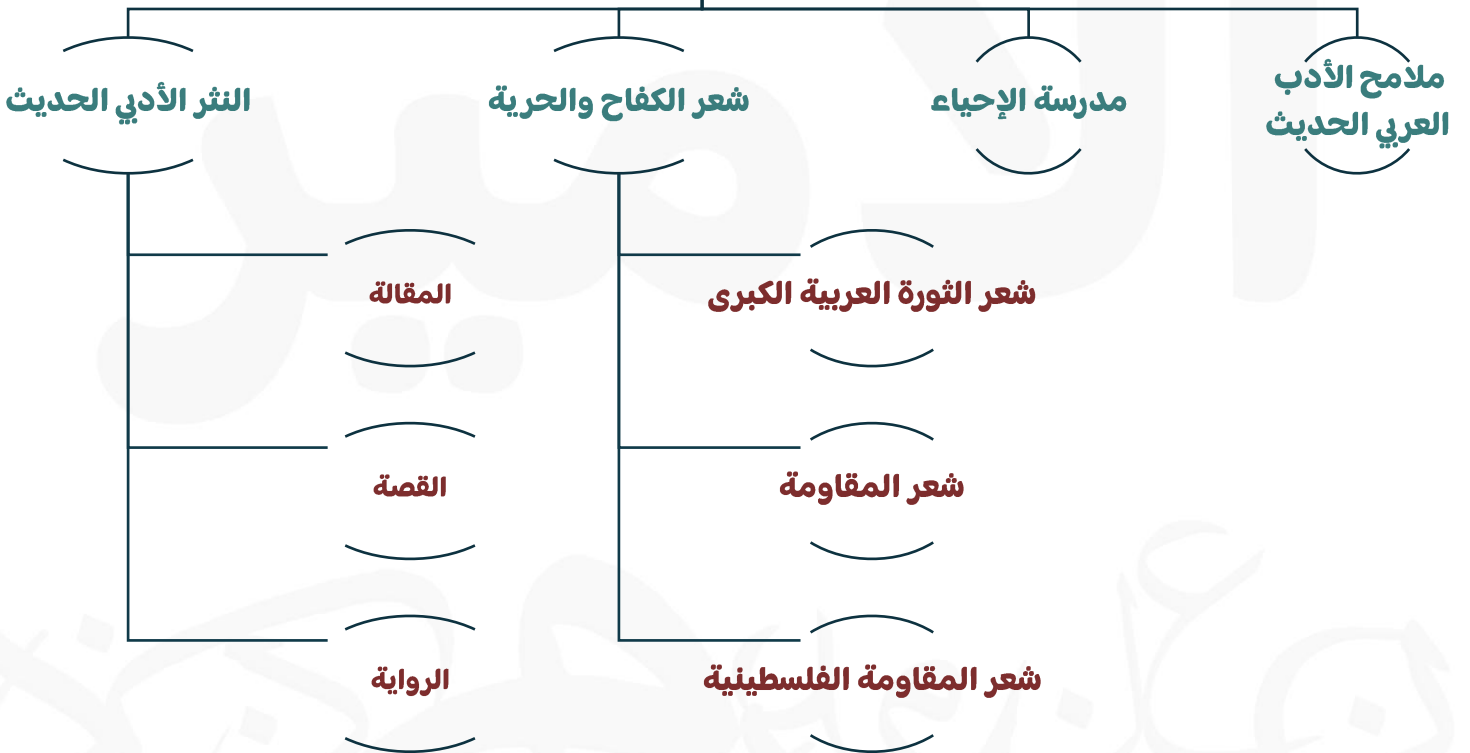 ملامح الأدب
العربي الحديث
مدرسة الإحياء
شعر الكفاح والحرية
النثر الأدبي الحديث
شعر الثورة العربية الكبرى
المقالة
شعر المقاومة
القصة
شعر المقاومة الفلسطينية
الرواية
الأمير